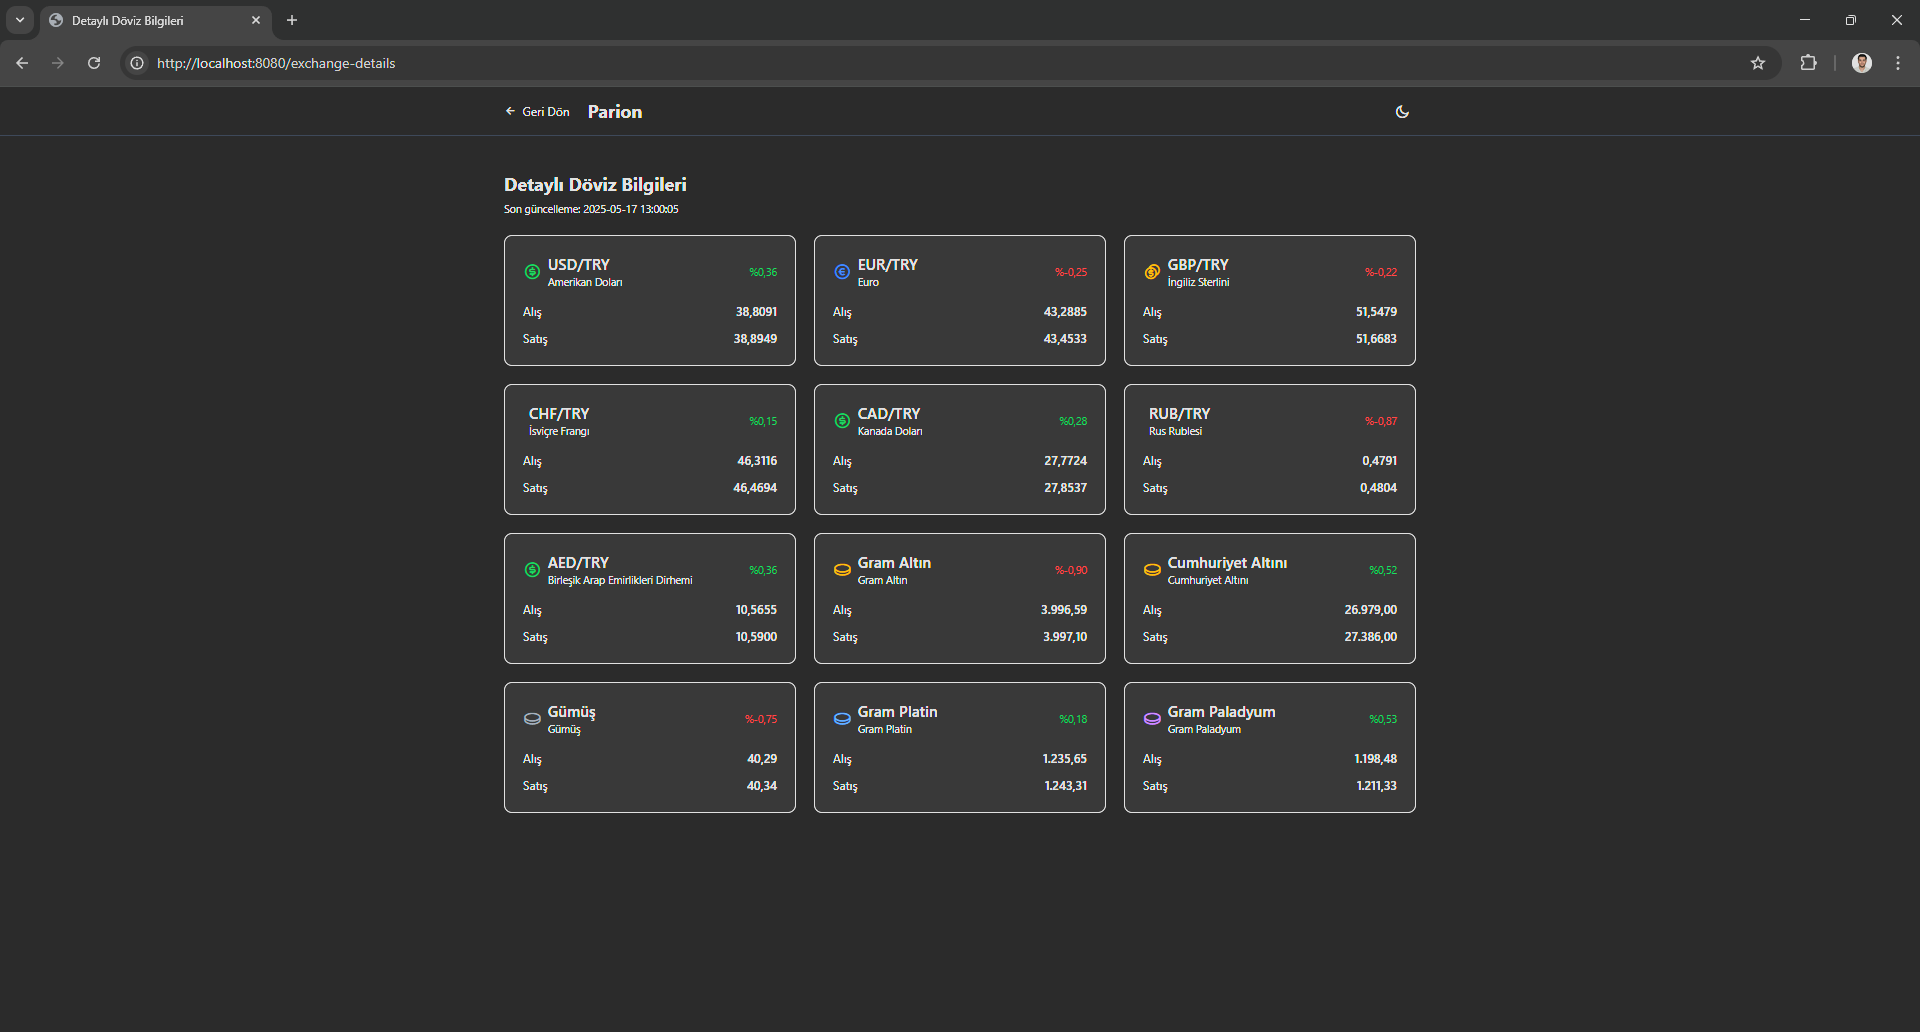 Detaylı Döviz Bilgileri
http://localhost:8080/exchange-details
Geri Dön Parion
Detaylı Döviz Bilgileri
Son güncelleme: 2025-05-17 13:00:05
USD/TRY
Amerikan Doları
%0,36
Alış 38,8091
Satış 38,8949
EUR/TRY
Euro
%-0,25
Alış 43,2885
Satış 43,4533
GBP/TRY
İngiliz Sterlini
%-0,22
Alış 51,5479
Satış 51,6683
CHF/TRY
İsviçre Frangı
%0,15
Alış 46,3116
Satış 46,4694
CAD/TRY
Kanada Doları
%0,28
Alış 27,7724
Satış 27,8537
RUB/TRY
Rus Rublesi
%-0,87
Alış 0,4791
Satış 0,4804
AED/TRY
Birleşik Arap Emirlikleri Dirhemi
%0,36
Alış 10,5655
Satış 10,5900
Gram Altın
Gram Altın
%-0,90
Alış 3.996,59
Satış 3.997,10
Cumhuriyet Altını
Cumhuriyet Altını
%0,52
Alış 26.979,00
Satış 27.386,00
Gümüş
Gümüş
%-0,75
Alış 40,29
Satış 40,34
Gram Platin
Gram Platin
%0,18
Alış 1.235,65
Satış 1.243,31
Gram Paladyum
Gram Paladyum
%0,53
Alış 1.198,48
Satış 1.211,33